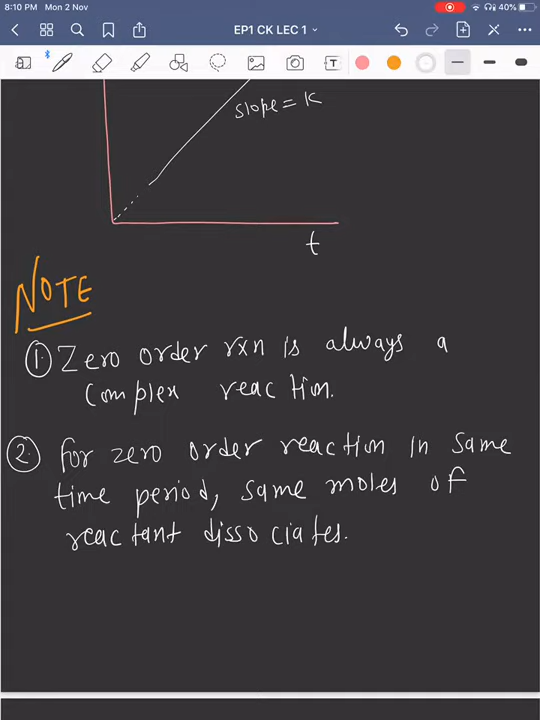 8:10 PM Mon 2 Nov
40%
EP1 CK LEC 1
T
slope = K
t
NOTE
① Zero order rxn is always a
complex reaction.
② for zero order reaction in same
time period, same moles of
reactant dissociates.